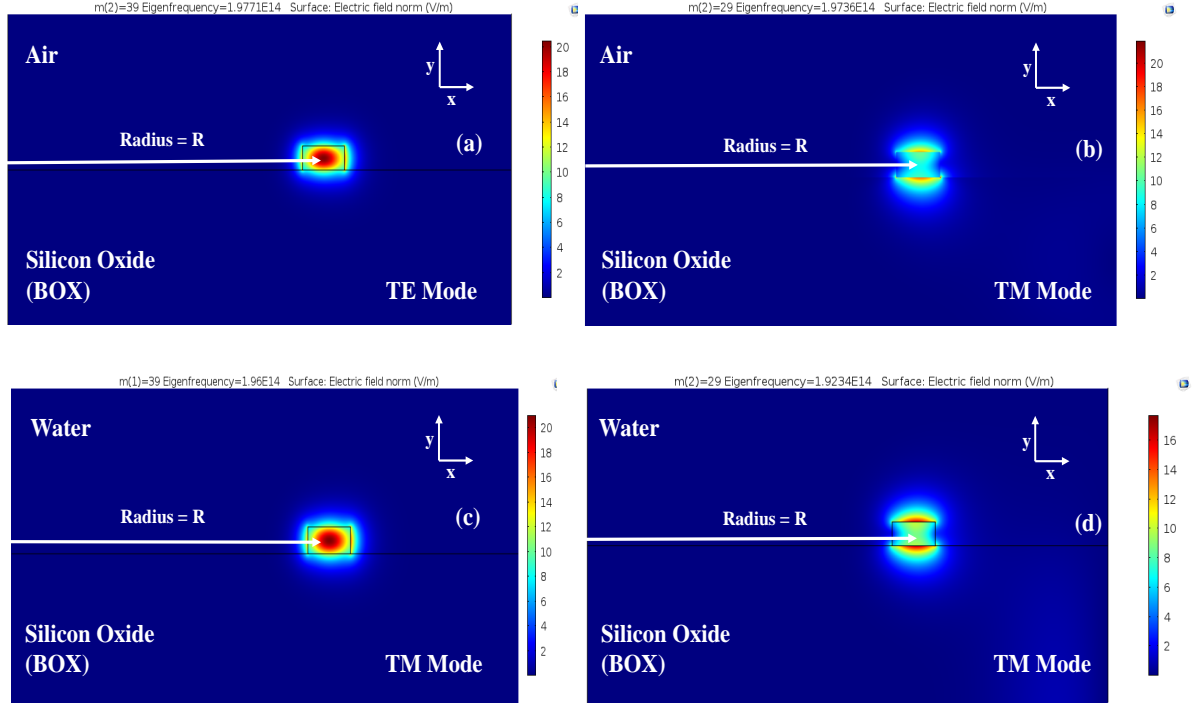 m(2)=39 Eigenfrequency=1.9771E14 Surface: Electric field norm (V/m)
Air
y
x
Radius = R
(a)
Silicon Oxide
(BOX)
TE Mode
20
18
16
14
12
10
8
6
4
2
m(2)=29 Eigenfrequency=1.9736E14 Surface: Electric field norm (V/m)
Air
y
x
Radius = R
(b)
Silicon Oxide
(BOX)
TM Mode
20
18
16
14
12
10
8
6
4
2
m(1)=39 Eigenfrequency=1.96E14 Surface: Electric field norm (V/m)
Water
y
x
Radius = R
(c)
Silicon Oxide
(BOX)
TM Mode
20
18
16
14
12
10
8
6
4
2
m(2)=29 Eigenfrequency=1.9234E14 Surface: Electric field norm (V/m)
Water
y
x
Radius = R
(d)
Silicon Oxide
(BOX)
TM Mode
16
14
12
10
8
6
4
2